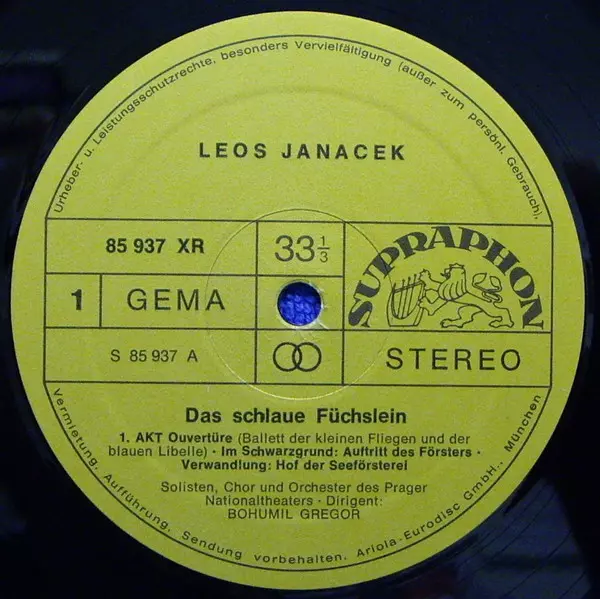 Urheber- u. Leistungsschutzrechte, besonders Vervielfältigung (außer zum persönl. Gebrauch),
LEOS JANACEK
85 937 XR
33 1/3
SUPRAPHON
1
GEMA
S 85 937 A
STEREO
Das schlaue Füchslein
1. AKT Ouvertüre (Ballett der kleinen Fliegen und der
blauen Libelle) · Im Schwarzgrund: Auftritt des Försters ·
Verwandlung: Hof der Seeförsterei
Solisten, Chor und Orchester des Prager
Nationaltheaters · Dirigent:
BOHUMIL GREGOR
Vermietung, Aufführung, Sendung vorbehalten. Ariola-Eurodisc GmbH., München